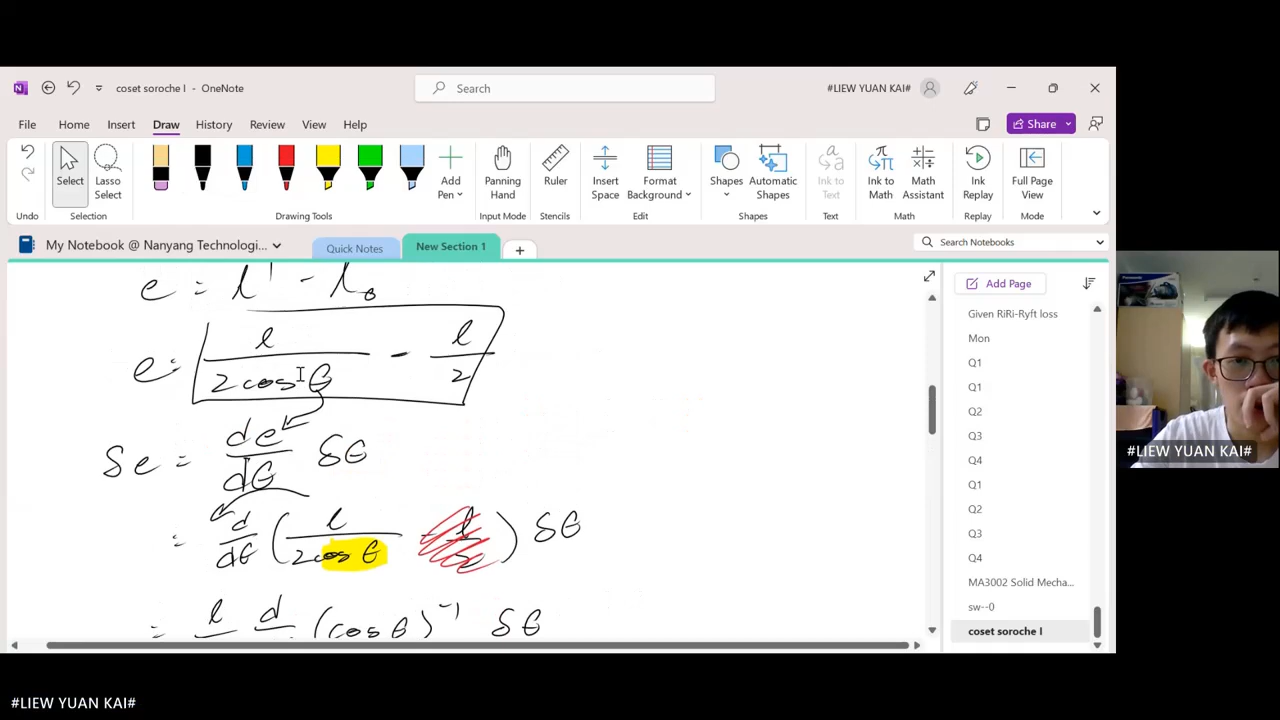 coset soroche I - OneNote
Search
#LIEW YUAN KAI#
File Home Insert Draw History Review View Help
Share
Undo
Select
Lasso Select
Selection
Drawing Tools
Add Pen
Panning Hand
Input Mode
Ruler
Stencils
Insert Space
Format Background
Edit
Shapes
Automatic Shapes
Shapes
Ink to Text
Text
Ink to Math
Math Assistant
Math
Ink Replay
Replay
Full Page View
Mode
My Notebook @ Nanyang Technologi...
Quick Notes
New Section 1
Search Notebooks
Add Page
Given RiRi-Ryft loss
Mon
Q1
Q1
Q2
Q3
Q4
Q1
Q2
Q3
Q4
MA3002 Solid Mecha...
sw--0
coset soroche I
e = l' - l₀
e = l / 2cosθ - l / 2
δe = de / dθ δθ
= d / dθ ( l / 2cosθ - l / 2 ) δθ
= l d (cosθ)⁻¹ δθ
#LIEW YUAN KAI#
#LIEW YUAN KAI#